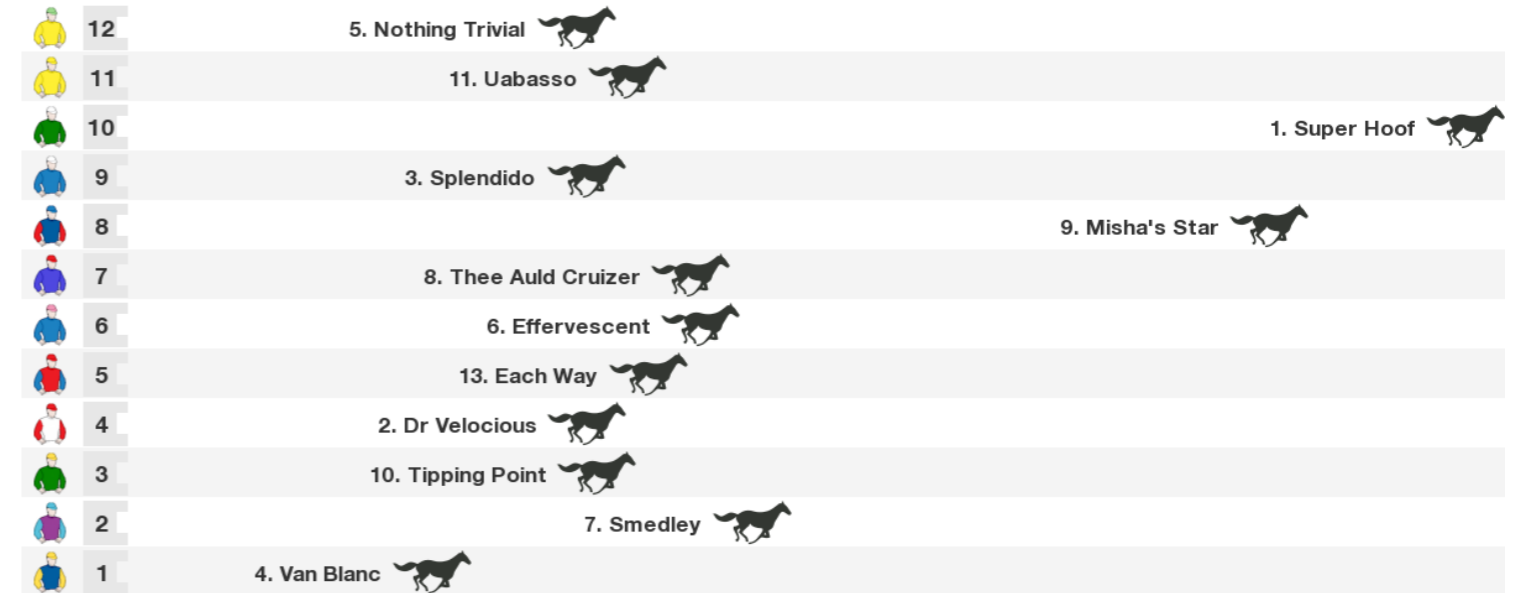 12 5. Nothing Trivial
11 11. Uabasso
10 1. Super Hoof
9 3. Splendido
8 9. Misha's Star
7 8. Thee Auld Cruizer
6 6. Effervescent
5 13. Each Way
4 2. Dr Velocious
3 10. Tipping Point
2 7. Smedley
1 4. Van Blanc